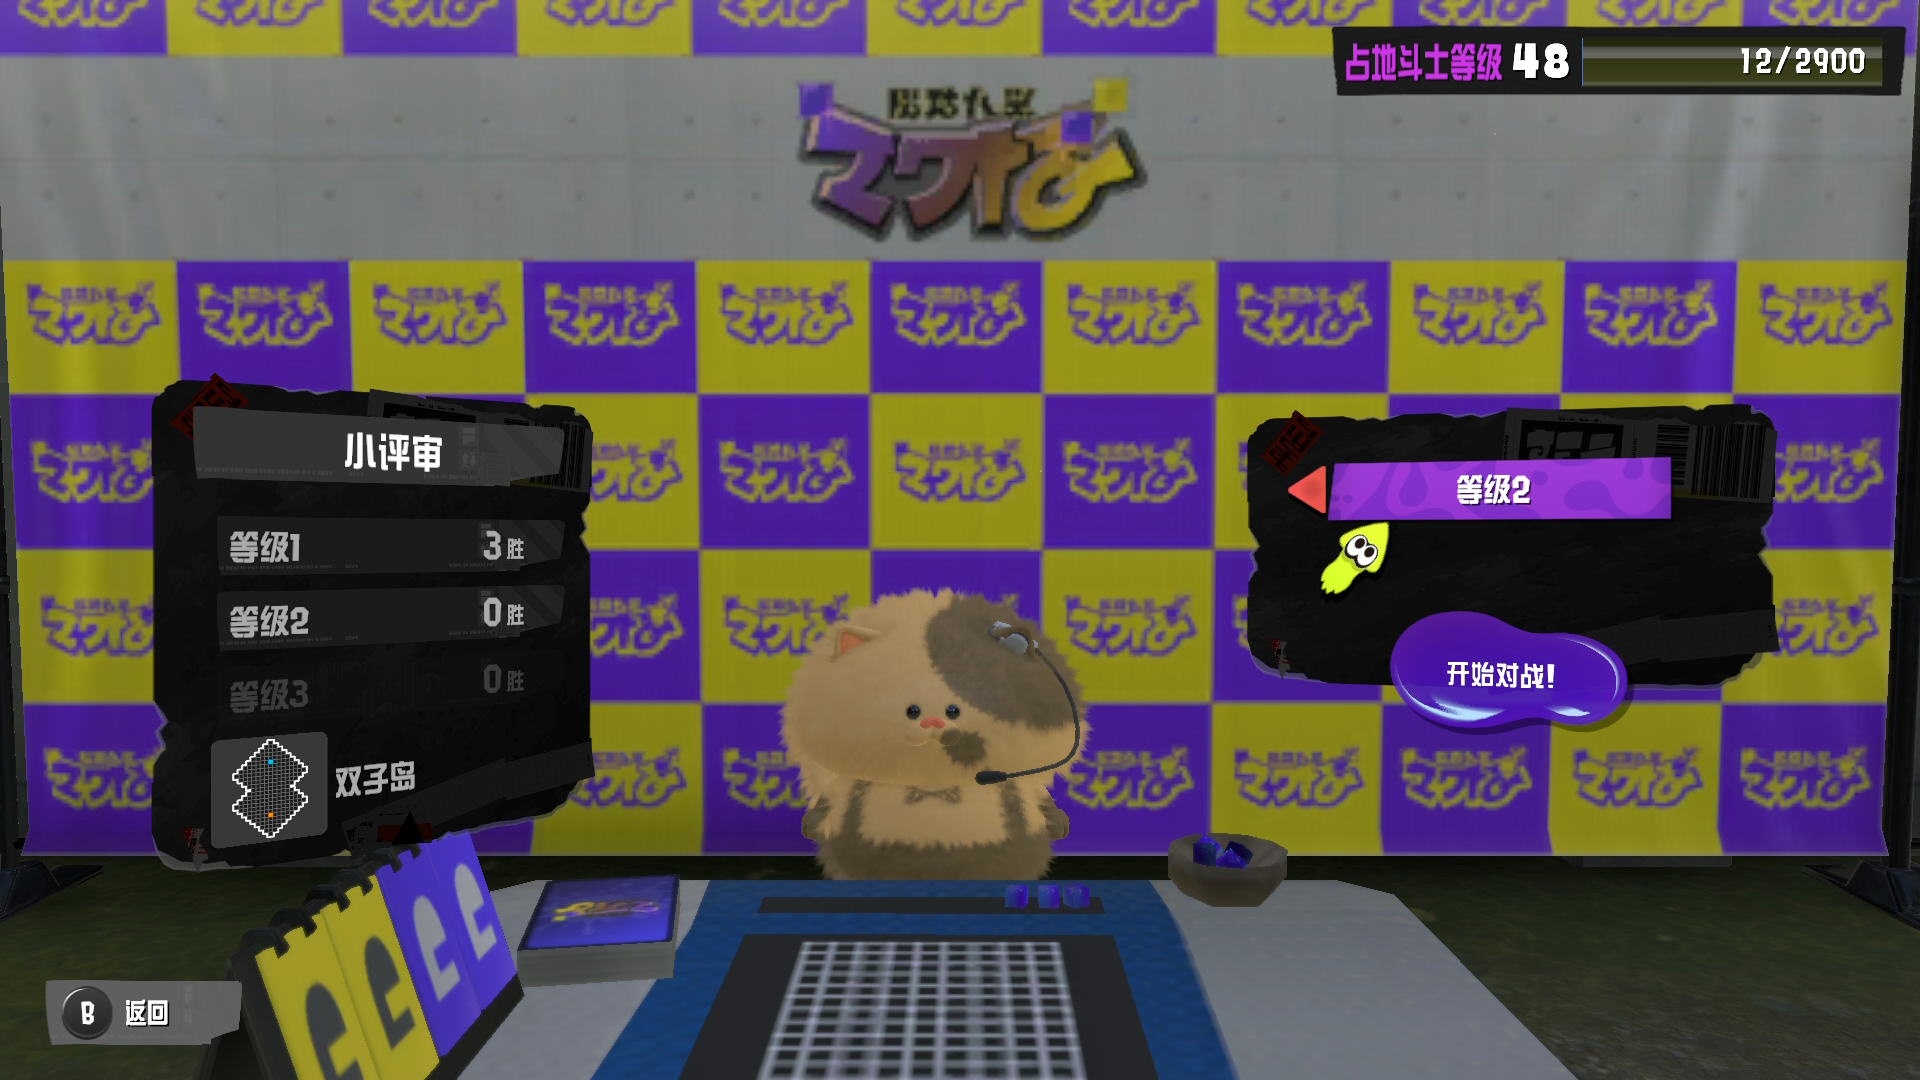 占地斗士等级 48 12/2900
小评审
等级1 3胜
等级2 0胜
等级3 0胜
双子岛
等级2
开始对战!
B 返回